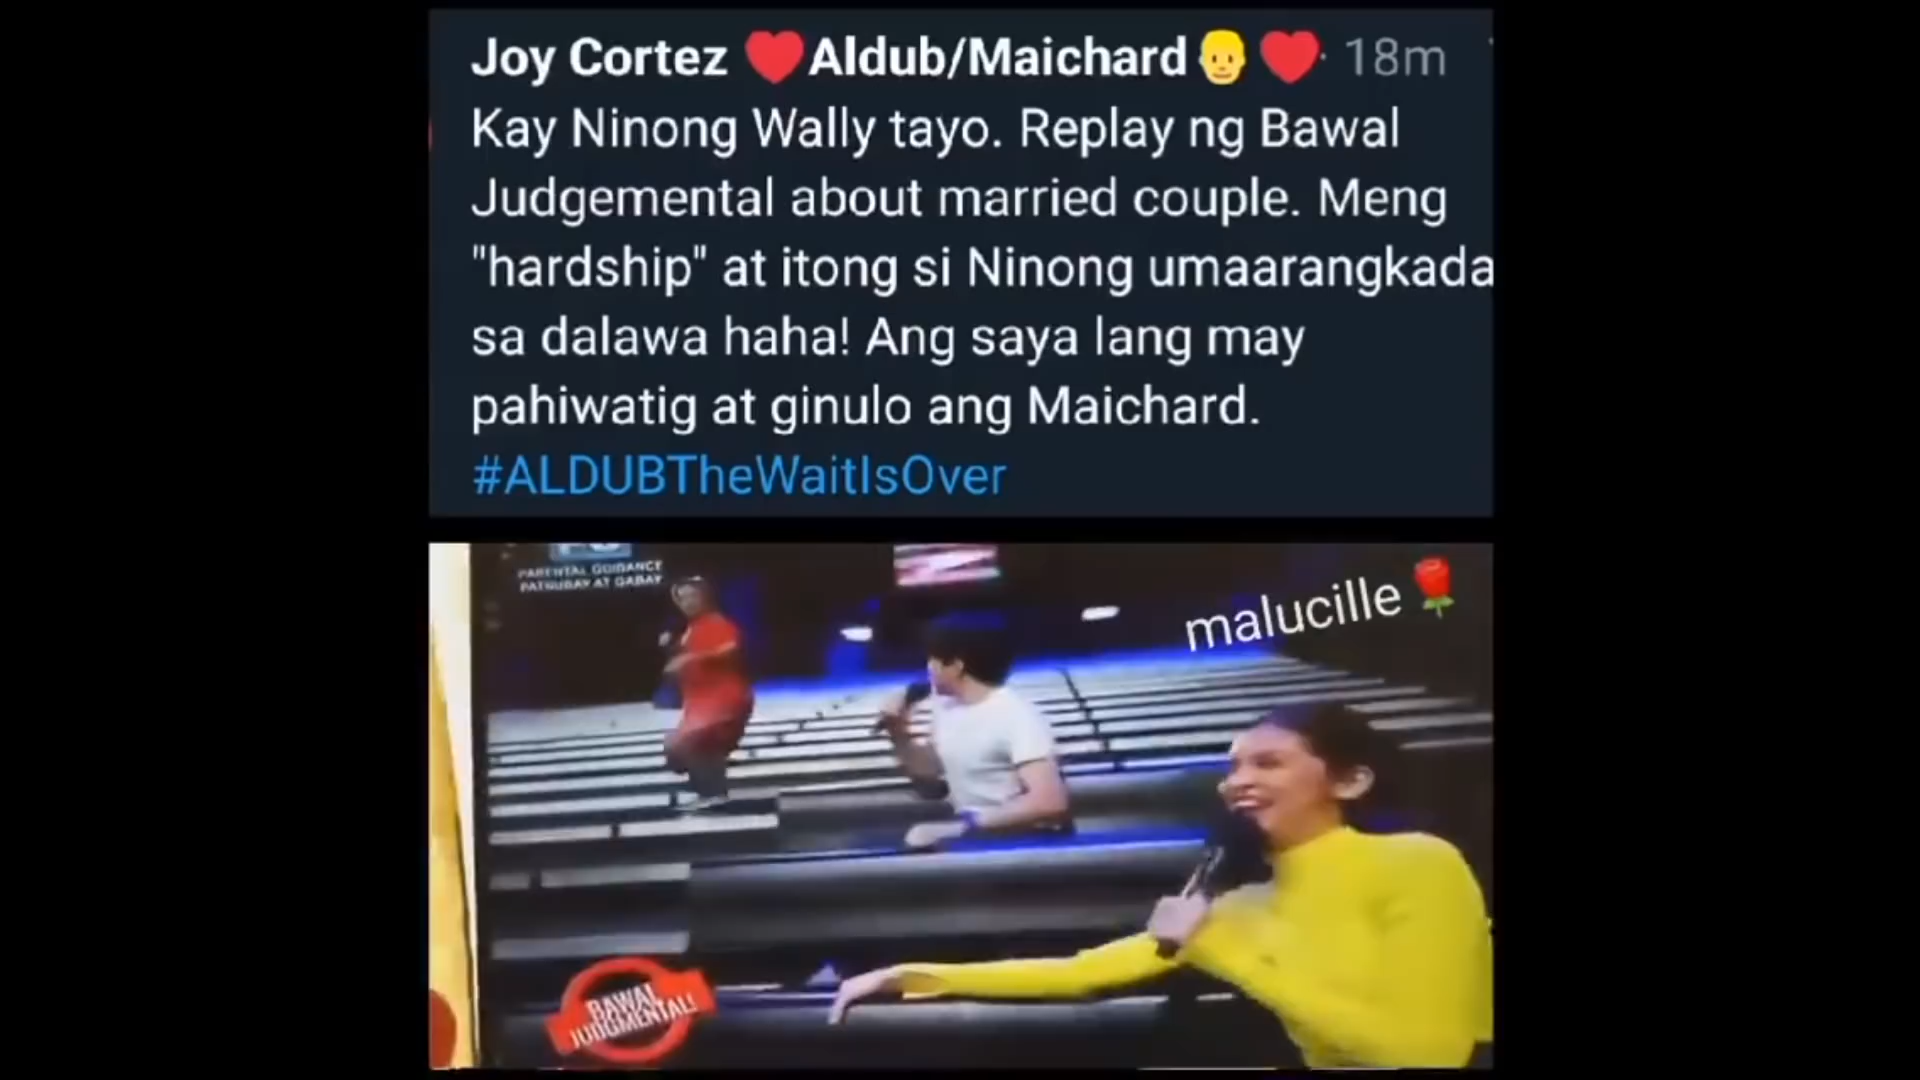 Joy Cortez ❤️Aldub/Maichard👱❤️· 18m
Kay Ninong Wally tayo. Replay ng Bawal
Judgemental about married couple. Meng
"hardship" at itong si Ninong umaarangkada
sa dalawa haha! Ang saya lang may
pahiwatig at ginulo ang Maichard.
#ALDUBTheWaitIsOver
PARENTAL GUIDANCE
PATNUBAY AT GABAY
malucille🌹
BAWAL
JUDGMENTAL!